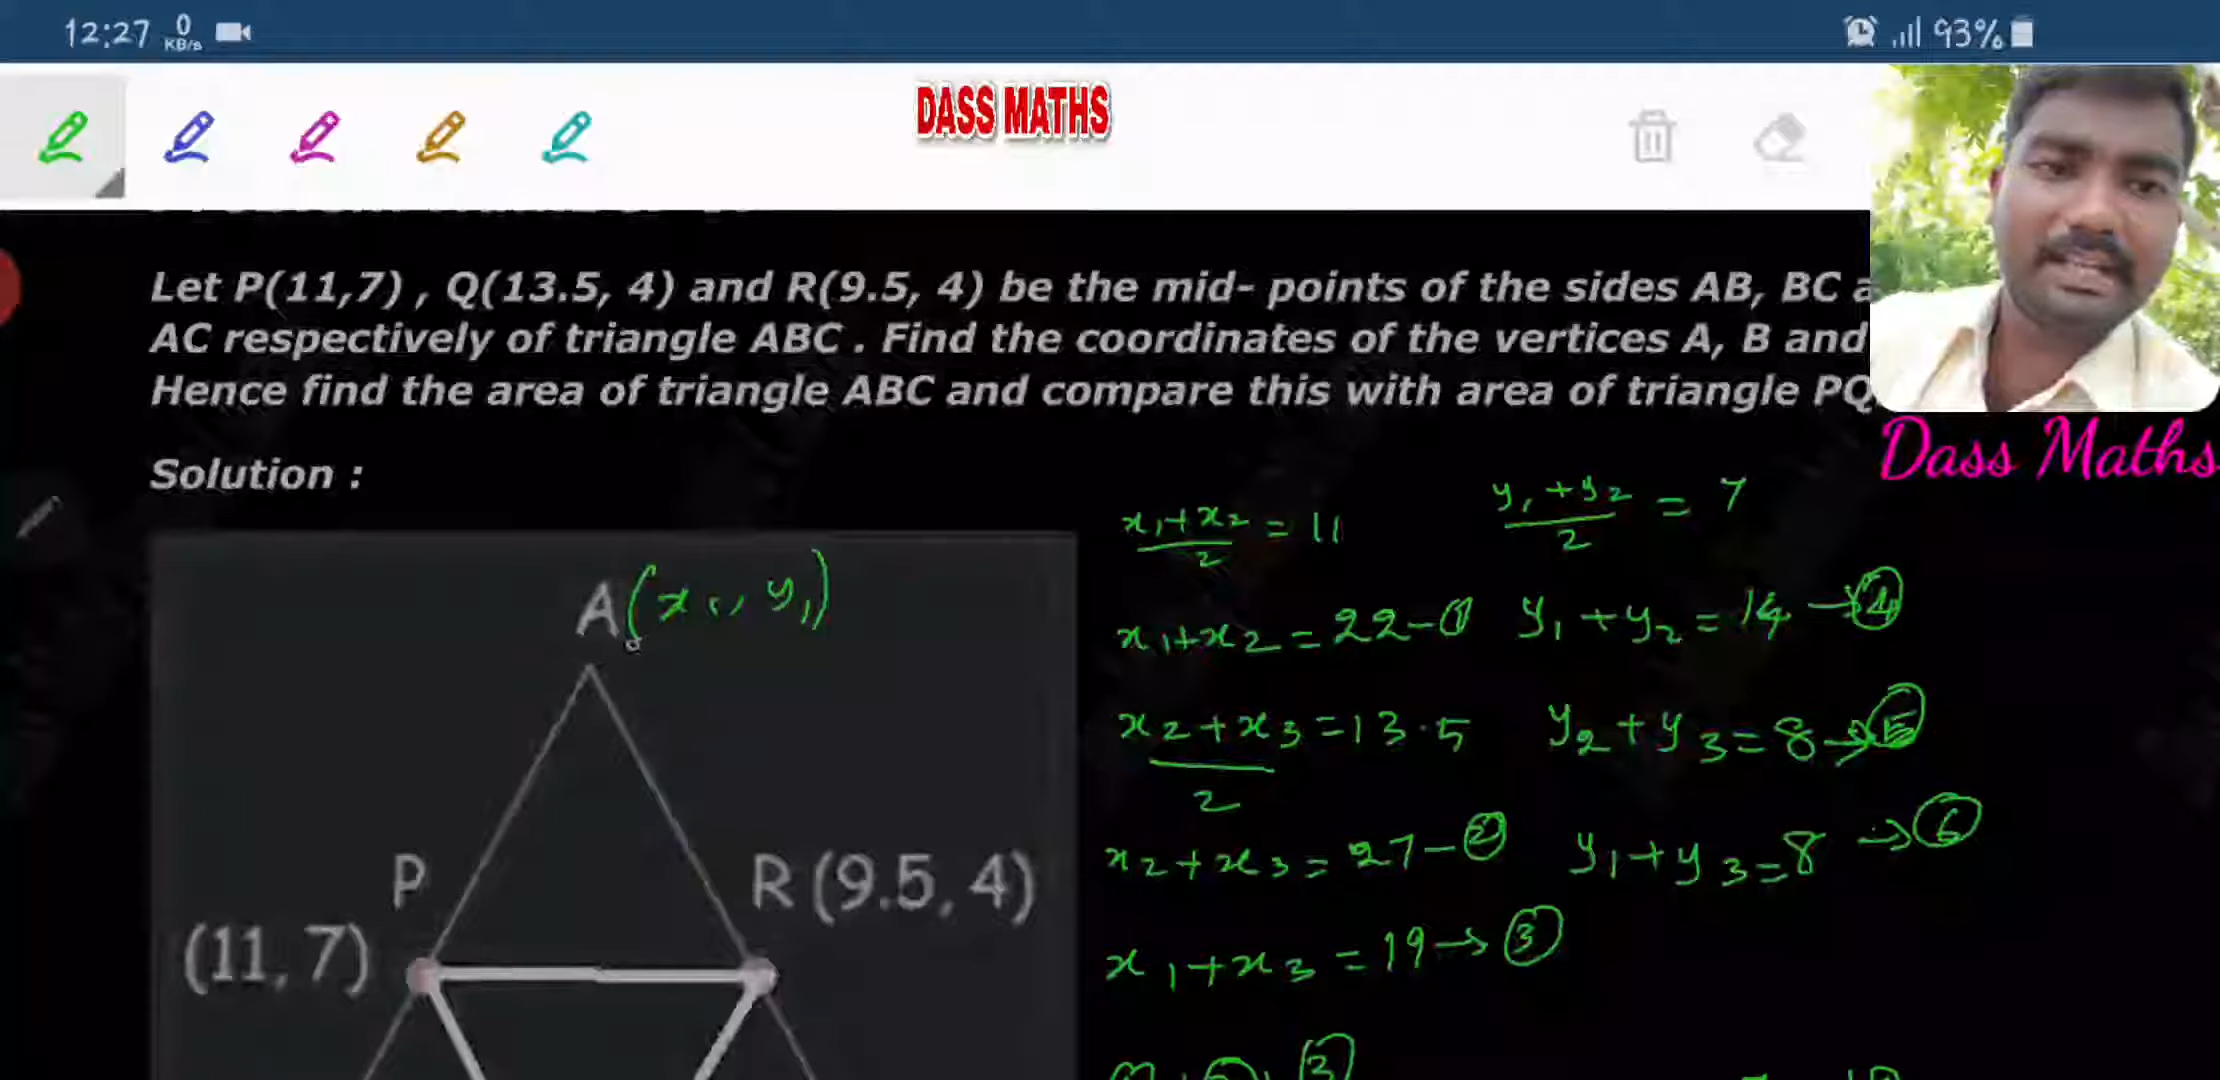 12:27 0 KB/s 93%
DASS MATHS
Let P(11,7) , Q(13.5, 4) and R(9.5, 4) be the mid- points of the sides AB, BC
AC respectively of triangle ABC . Find the coordinates of the vertices A, B and
Hence find the area of triangle ABC and compare this with area of triangle PQ
Dass Maths
Solution :
x₁+x₂/2 = 11 y₁+y₂/2 = 7
A(x₁, y₁)
x₁+x₂ = 22 – ① y₁+y₂ = 14 → ④
x₂+x₃/2 = 13.5 y₂+y₃ = 8 → ⑤
x₂+x₃ = 27 – ② y₁+y₃ = 8 → ⑥
P R (9.5, 4)
(11, 7)
x₁+x₃ = 19 → ③